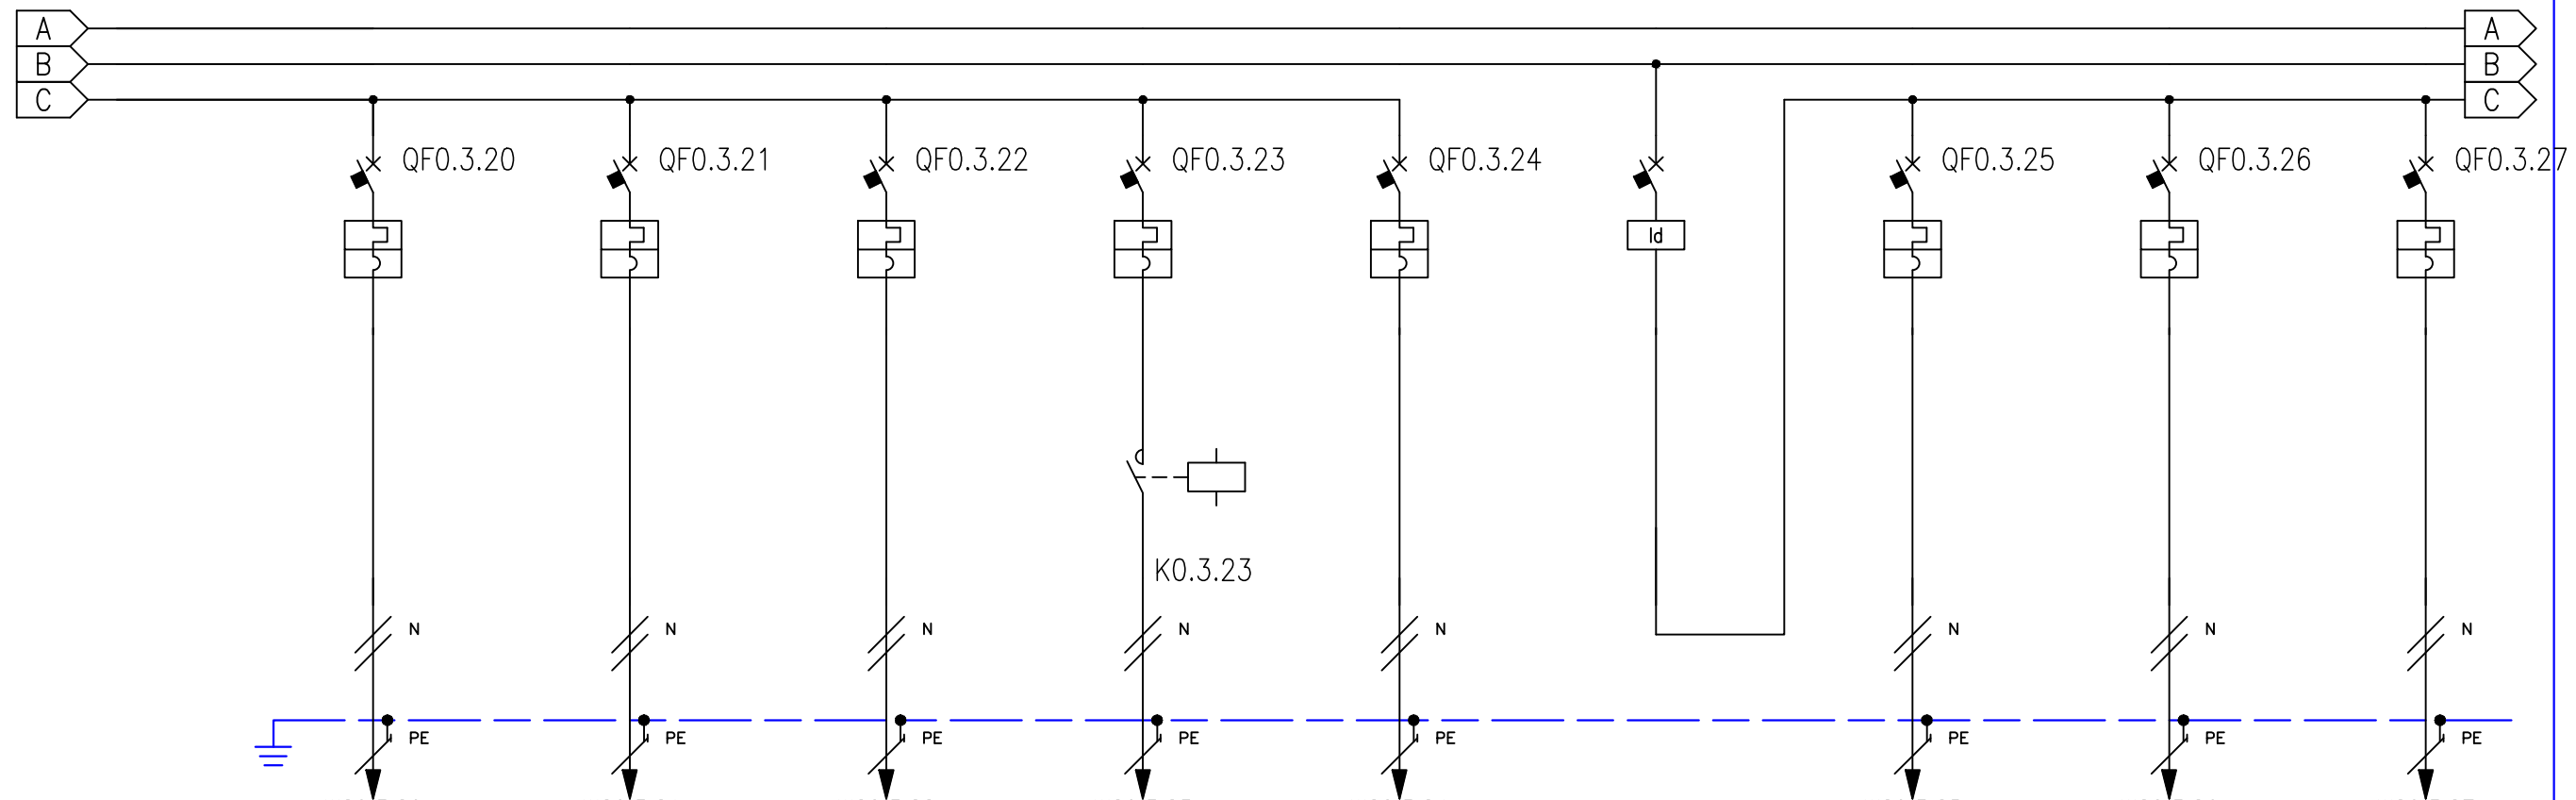 A A
B B
C C
QF0.3.20 QF0.3.21 QF0.3.22 QF0.3.23 QF0.3.24 QF0.3.25 QF0.3.26 QF0.3.27
Id
K0.3.23
N N N N N N N N
PE PE PE PE PE PE PE PE